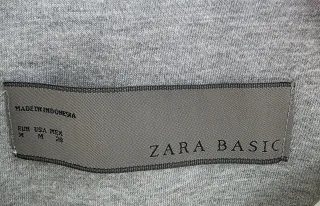 MADE IN INDONESIA
EUR USA MEX
M M 28
ZARA BASIC